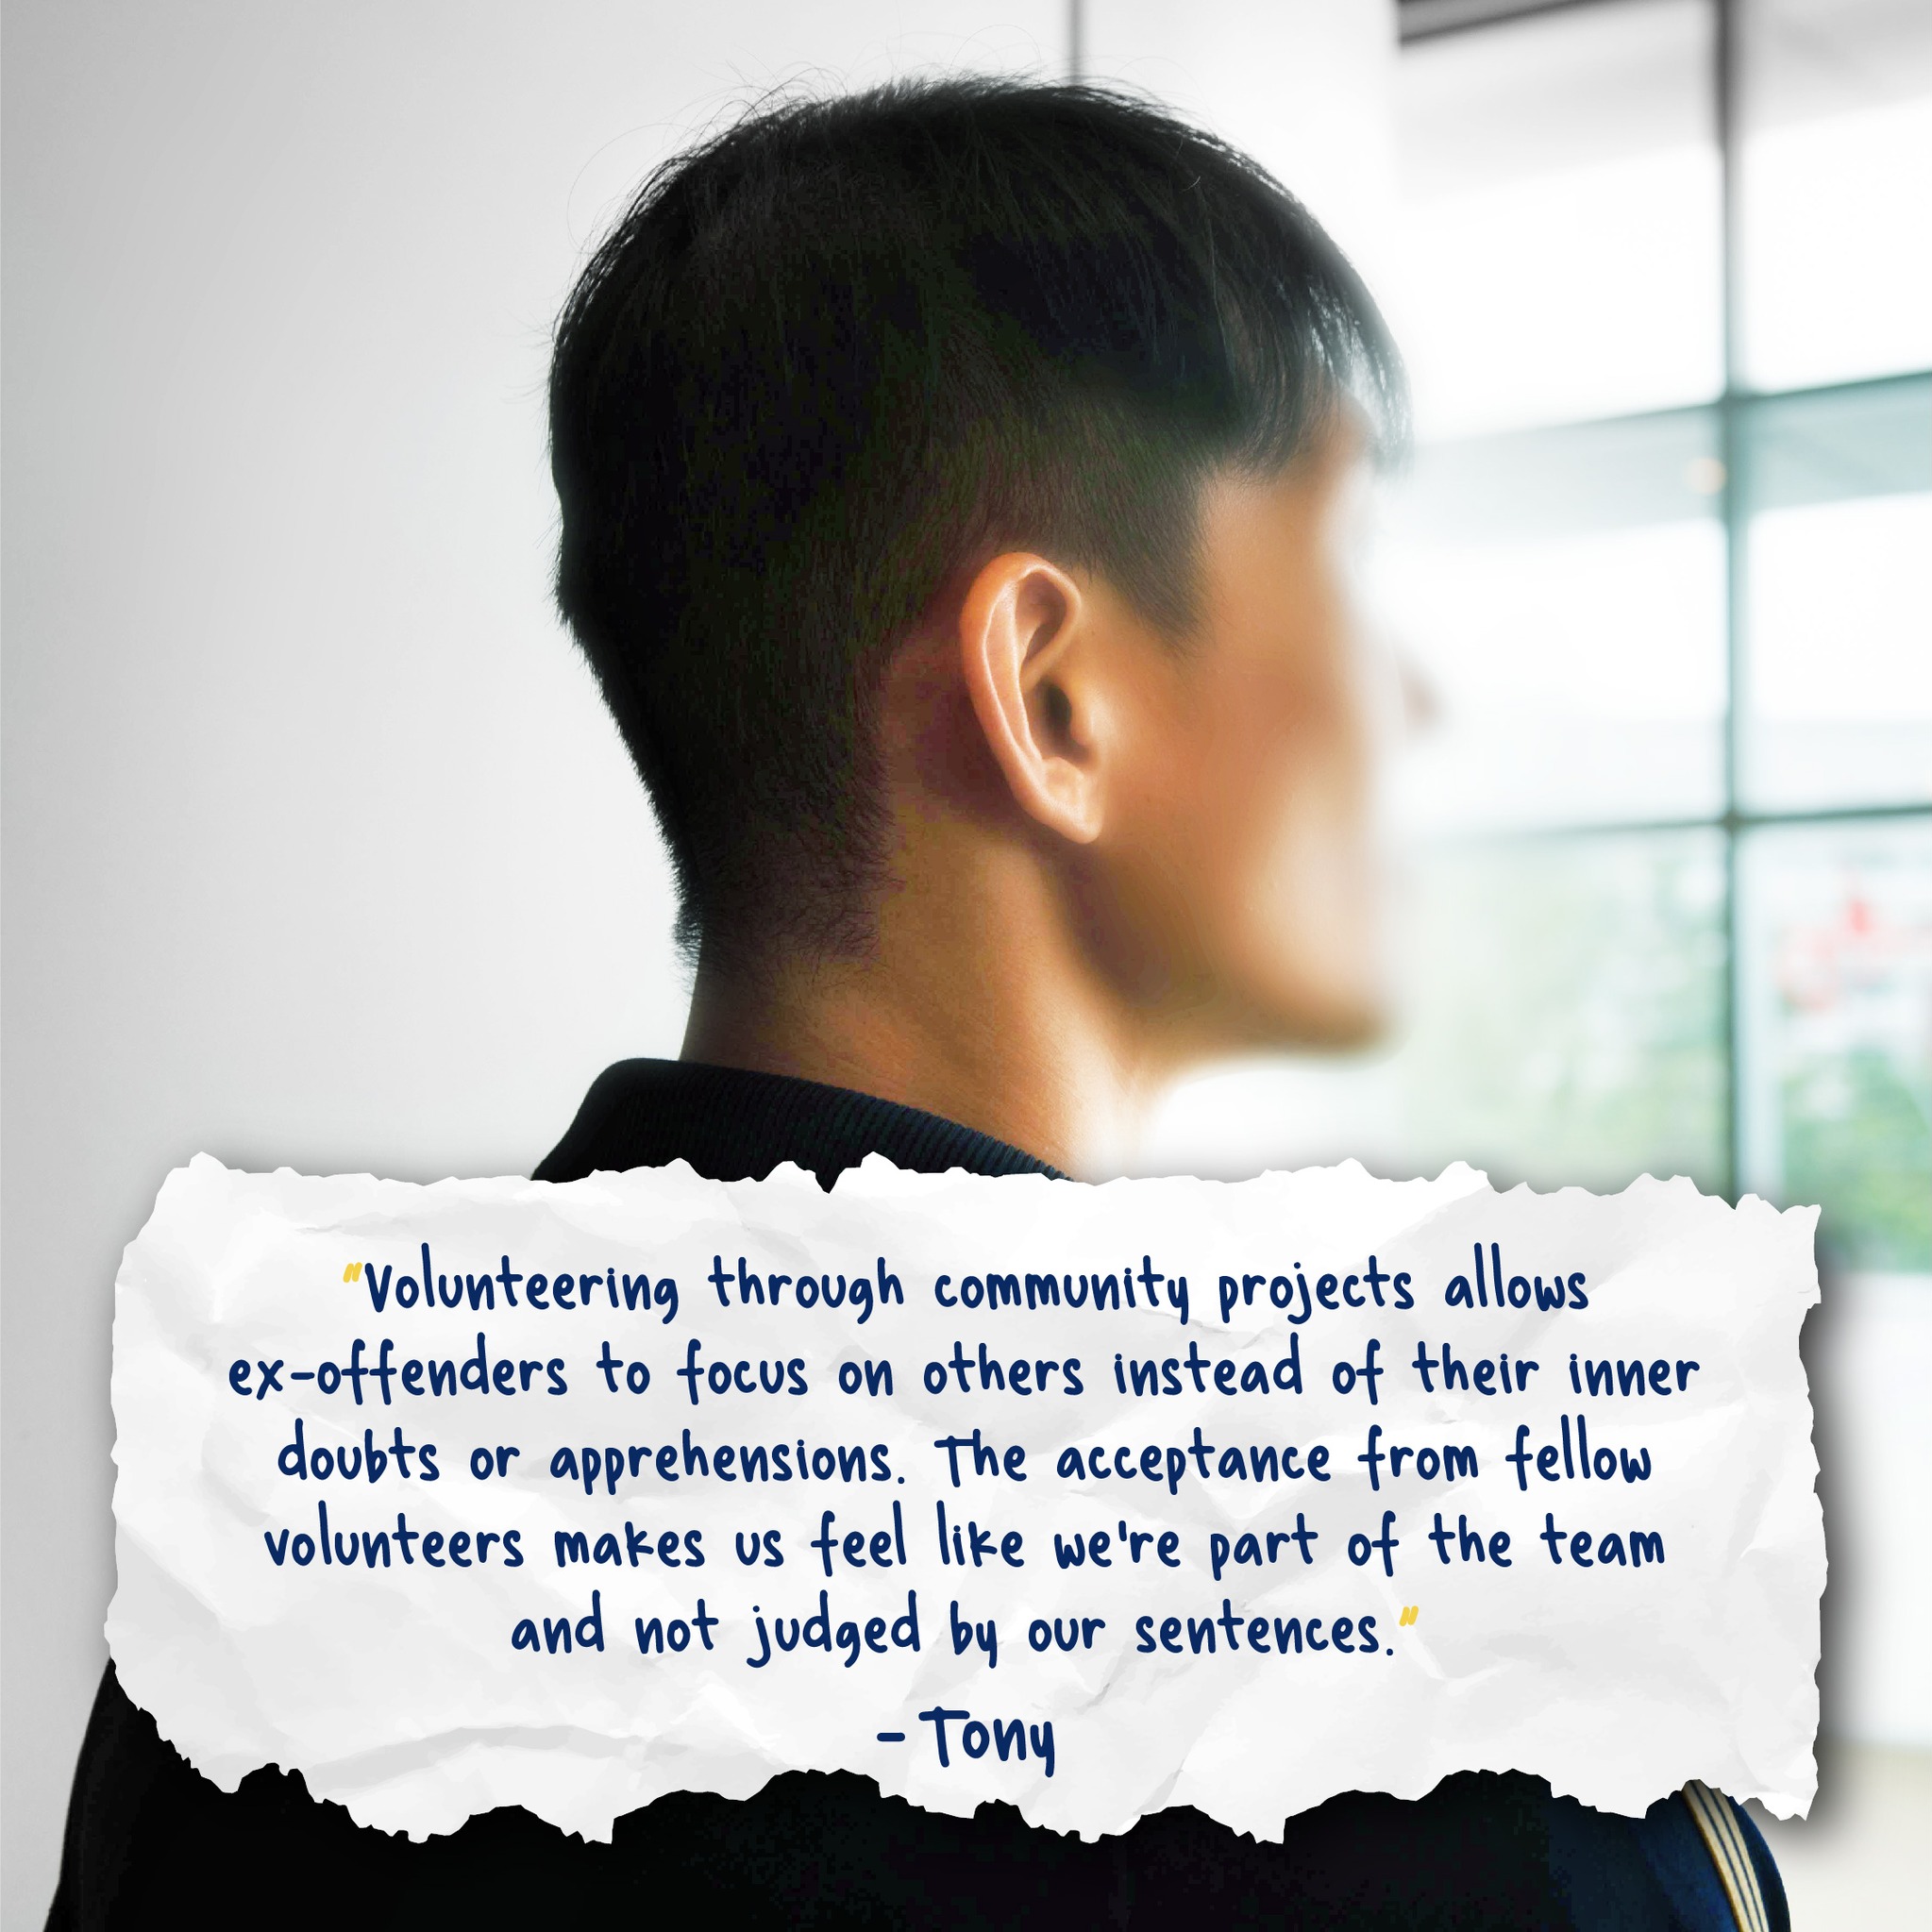 "Volunteering through community projects allows
ex-offenders to focus on others instead of their inner
doubts or apprehensions. The acceptance from fellow
volunteers makes us feel like we're part of the team
and not judged by our sentences."
- Tony